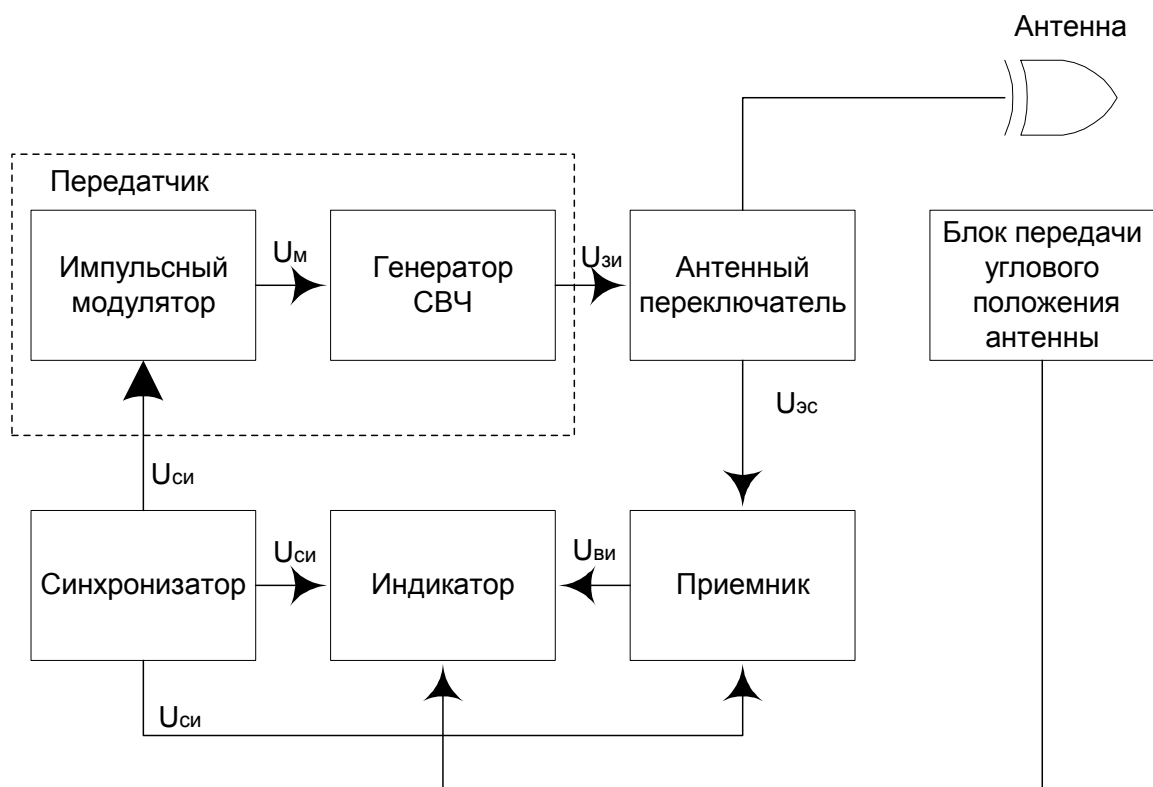 Антенна
Передатчик
Импульсный
модулятор
Uм
Генератор
СВЧ
Uзи
Антенный
переключатель
Блок передачи
углового
положения
антенны
Uэс
Uси
Синхронизатор
Uси
Индикатор
Uви
Приемник
Uси